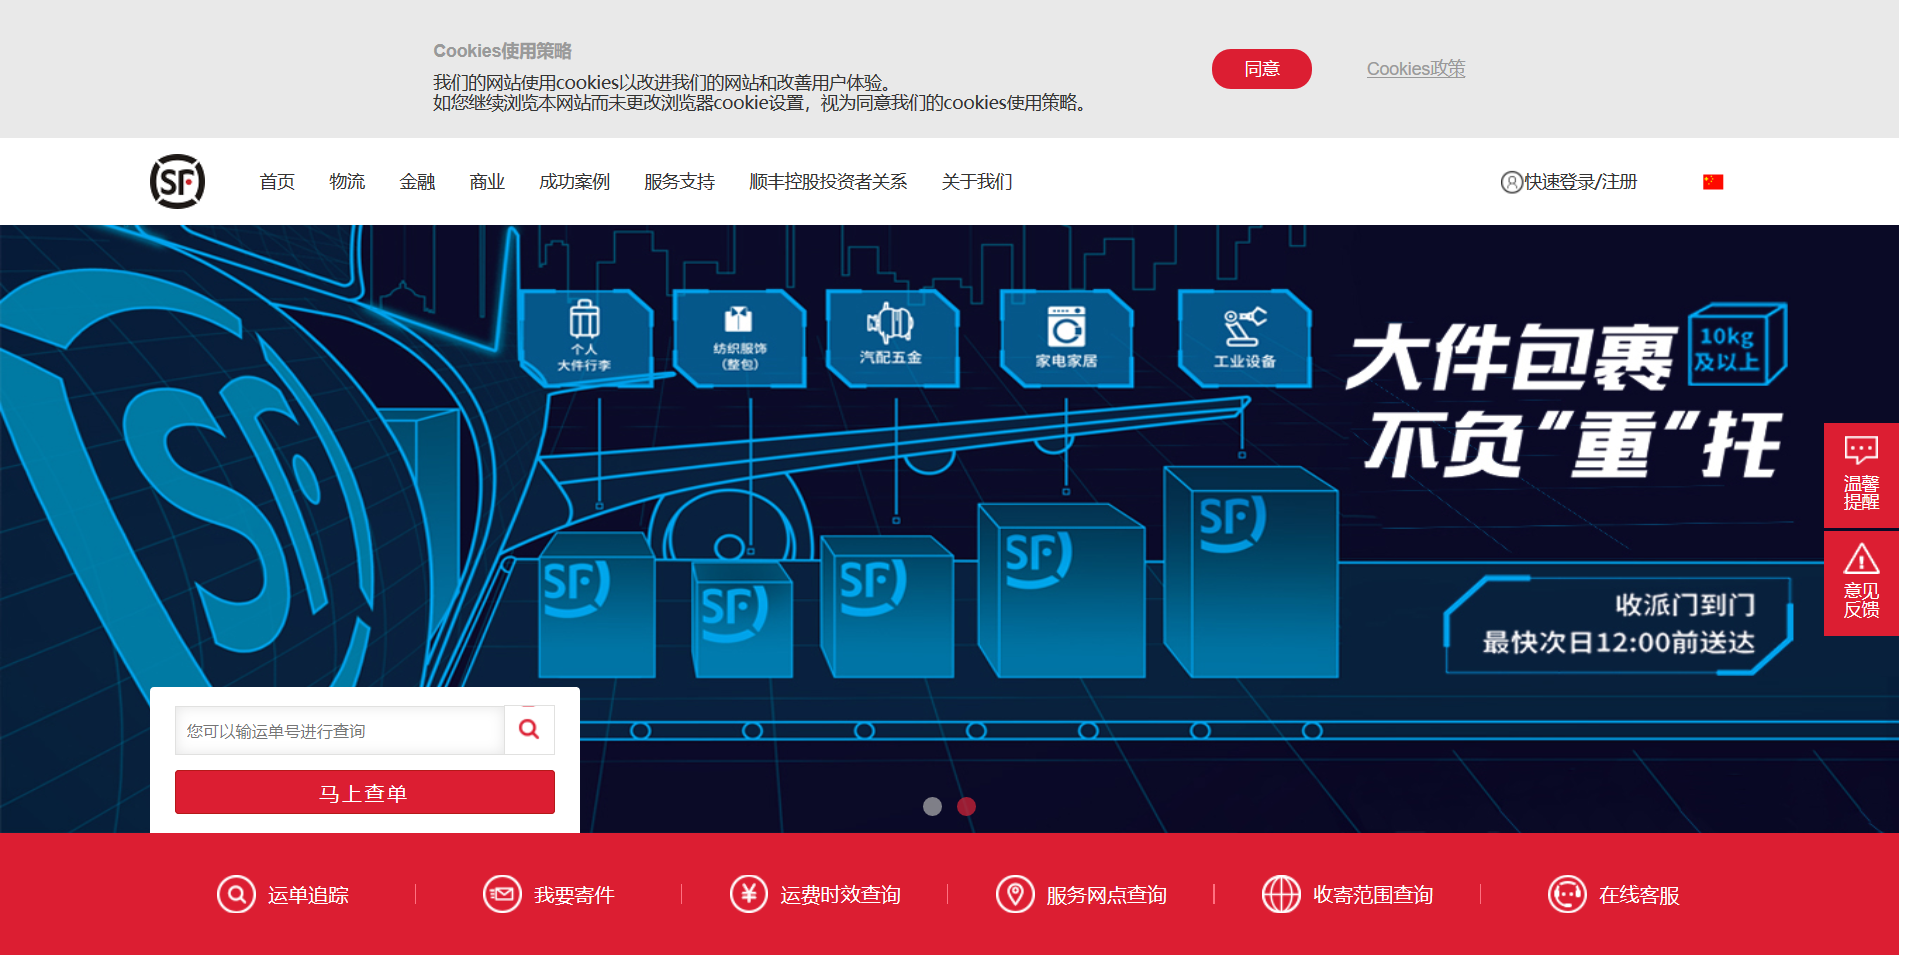 Cookies使用策略
我们的网站使用cookies以改进我们的网站和改善用户体验。
如您继续浏览本网站而未更改浏览器cookie设置，视为同意我们的cookies使用策略。
同意
Cookies政策
SF
首页
物流
金融
商业
成功案例
服务支持
顺丰控股投资者关系
关于我们
快速登录/注册
个人
大件行李
纺织服饰
（整包）
汽配五金
家电家居
工业设备
大件包裹
10kg
及以上
不负“重“托
SF
SF
SF
SF
SF
SF
收派门到门
最快次日12:00前送达
温馨
提醒
意见
反馈
您可以输运单号进行查询
马上查单
运单追踪
我要寄件
运费时效查询
服务网点查询
收寄范围查询
在线客服